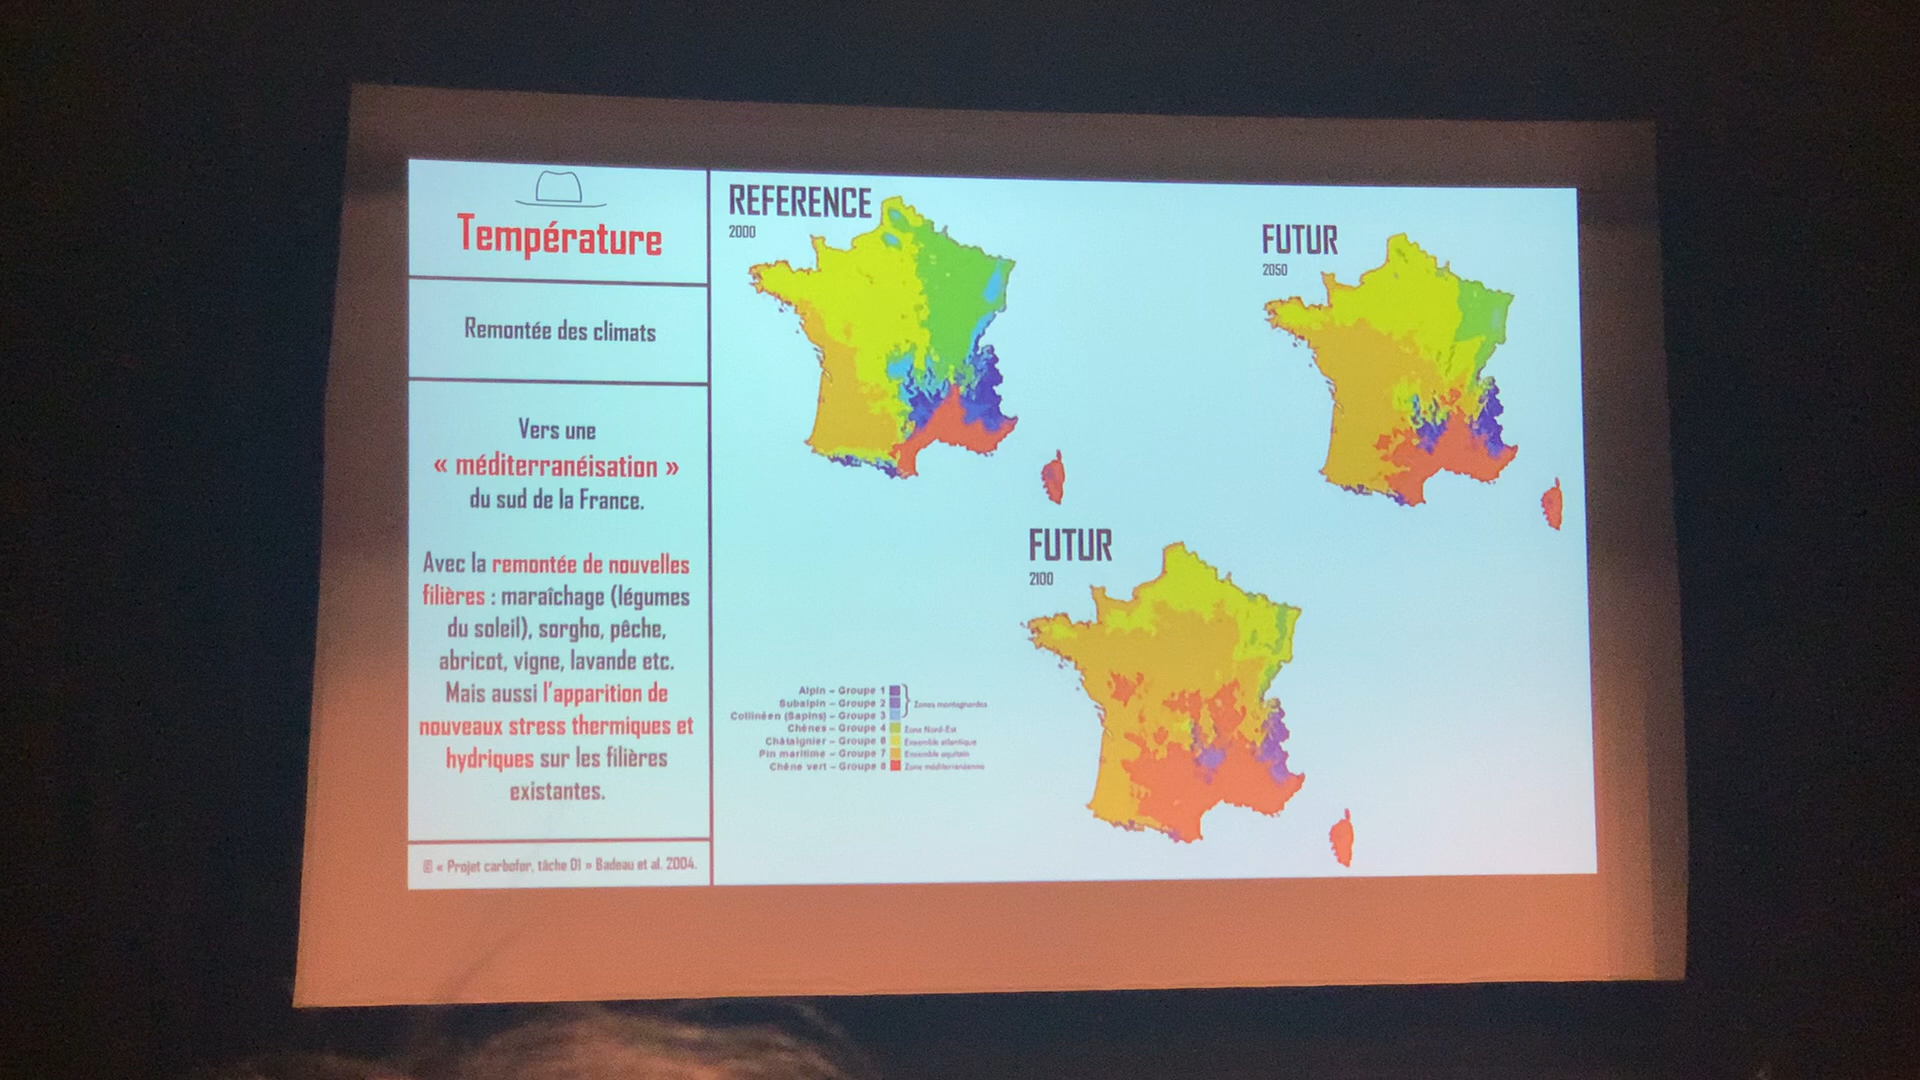 Température
Remontée des climats
Vers une
« méditerranéisation »
du sud de la France.
Avec la remontée de nouvelles
filières : maraîchage (légumes
du soleil), sorgho, pêche,
abricot, vigne, lavande etc.
Mais aussi l'apparition de
nouveaux stress thermiques et
hydriques sur les filières
existantes.
© « Projet carbofor, tâche D1 » Badeau et al. 2004.
REFERENCE
2000
FUTUR
2050
FUTUR
2100
Alpin – Groupe 1
Subalpin – Groupe 2
Zones montagnardes
Collinéen (Sapins) – Groupe 3
Chênes – Groupe 4 Zone Nord-Est
Châtaignier – Groupe 6 Ensemble atlantique
Pin maritime – Groupe 7 Ensemble aquitain
Chêne vert – Groupe 8 Zone méditerranéenne